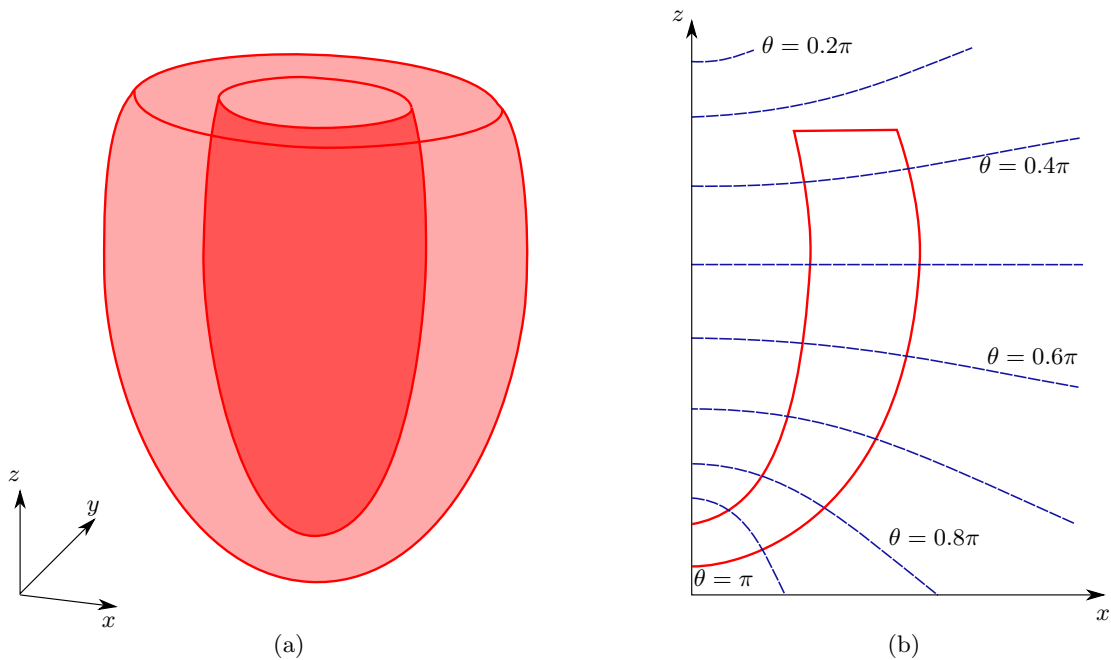 z
y
x
(a)
z
θ = 0.2π
θ = 0.4π
θ = 0.6π
θ = 0.8π
θ = π
x
(b)